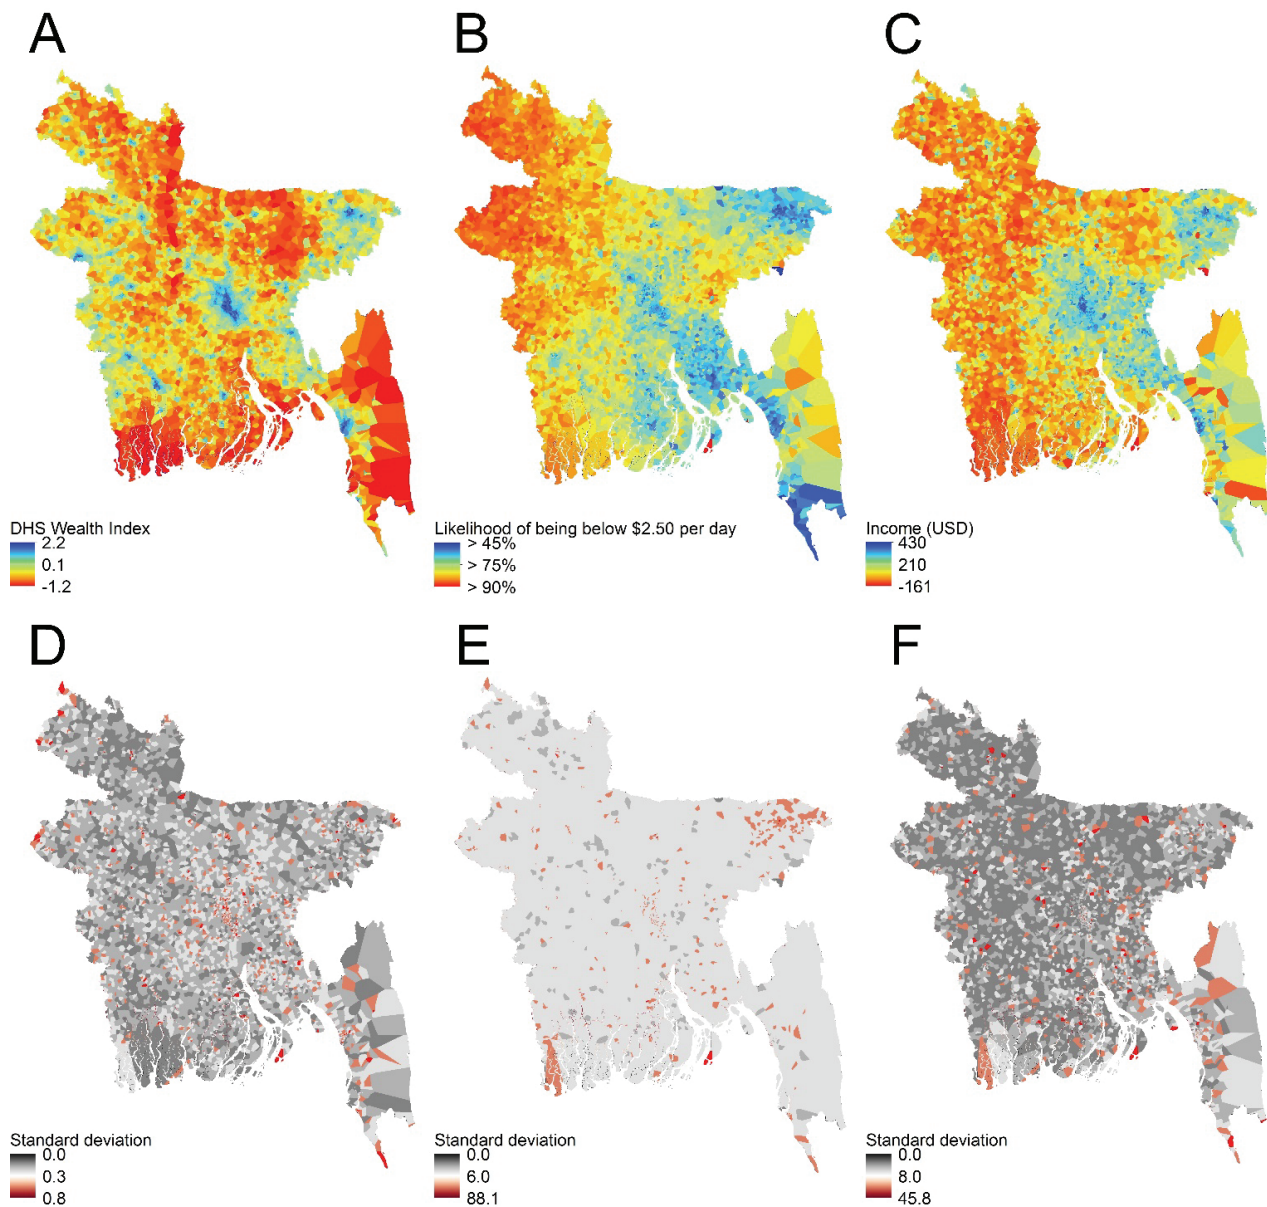 A
B
C
DHS Wealth Index
2.2
0.1
-1.2
Likelihood of being below $2.50 per day
> 45%
> 75%
> 90%
Income (USD)
430
210
-161
D
E
F
Standard deviation
0.0
0.3
0.8
Standard deviation
0.0
6.0
88.1
Standard deviation
0.0
8.0
45.8